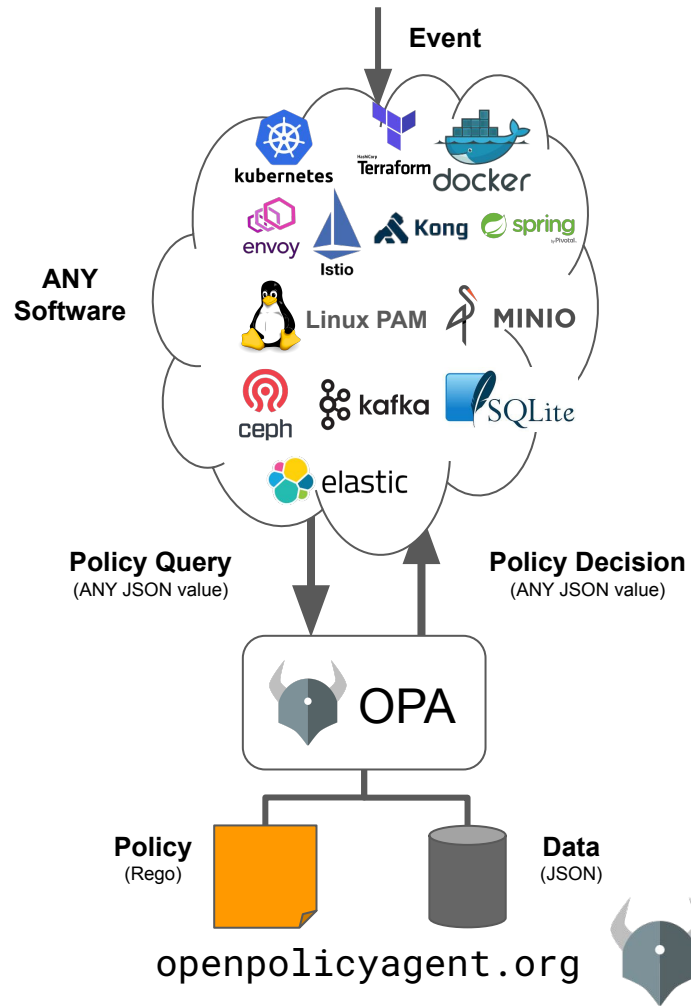 Event
kubernetes
HashiCorp
Terraform
docker
envoy
Istio
Kong
spring
by Pivotal.
ANY
Software
Linux PAM
MINIO
ceph
kafka
SQLite
elastic
Policy Query
(ANY JSON value)
Policy Decision
(ANY JSON value)
OPA
Policy
(Rego)
Data
(JSON)
openpolicyagent.org